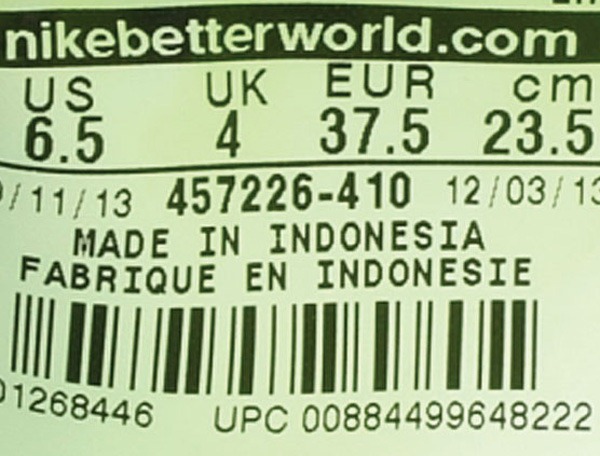 nikebetterworld.com
US UK EUR cm
6.5 4 37.5 23.5
/11/13 457226-410 12/03/13
MADE IN INDONESIA
FABRIQUE EN INDONESIE
01268446 UPC 00884499648222